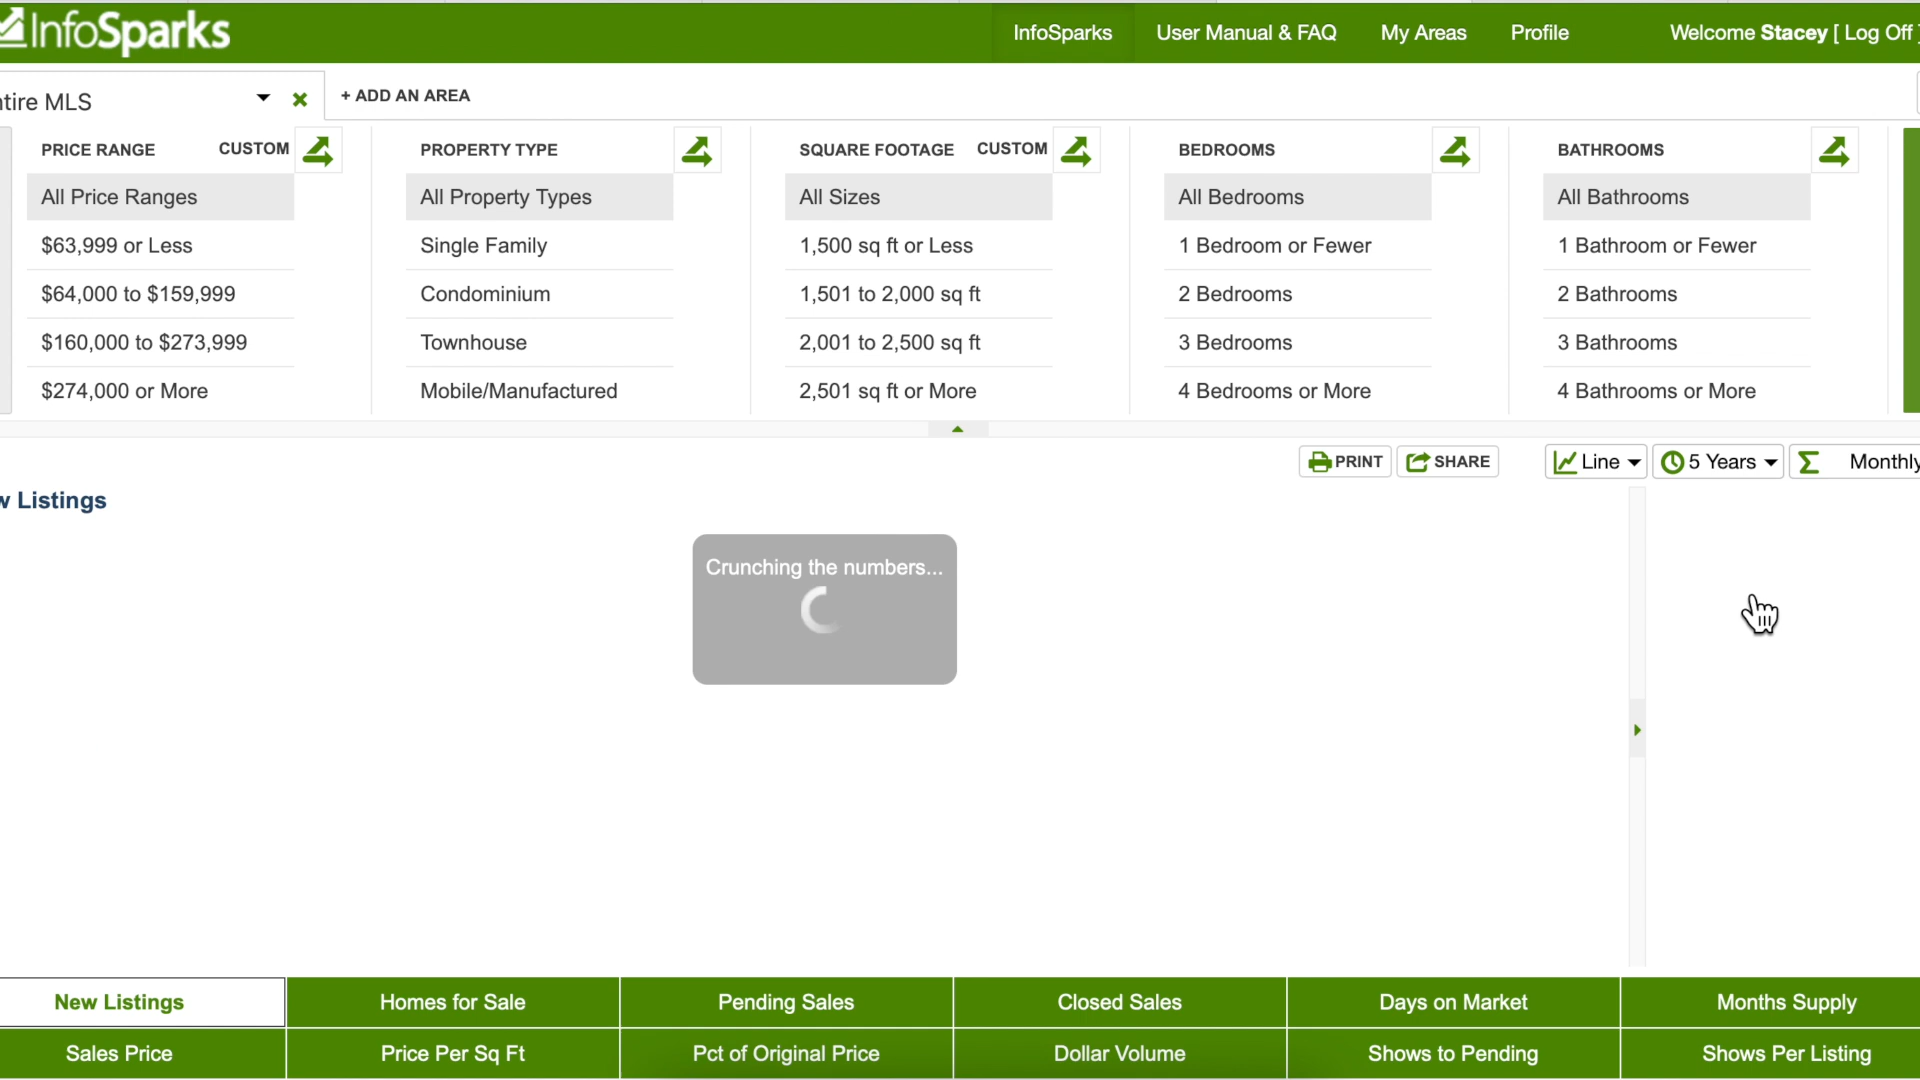 InfoSparks
InfoSparks
User Manual & FAQ
My Areas
Profile
Welcome Stacey [ Log Off ]
ntire MLS
+ ADD AN AREA
PRICE RANGE CUSTOM
All Price Ranges
$63,999 or Less
$64,000 to $159,999
$160,000 to $273,999
$274,000 or More
PROPERTY TYPE
All Property Types
Single Family
Condominium
Townhouse
Mobile/Manufactured
SQUARE FOOTAGE CUSTOM
All Sizes
1,500 sq ft or Less
1,501 to 2,000 sq ft
2,001 to 2,500 sq ft
2,501 sq ft or More
BEDROOMS
All Bedrooms
1 Bedroom or Fewer
2 Bedrooms
3 Bedrooms
4 Bedrooms or More
BATHROOMS
All Bathrooms
1 Bathroom or Fewer
2 Bathrooms
3 Bathrooms
4 Bathrooms or More
PRINT
SHARE
Line
5 Years
Σ Monthly
w Listings
Crunching the numbers...
New Listings
Homes for Sale
Pending Sales
Closed Sales
Days on Market
Months Supply
Sales Price
Price Per Sq Ft
Pct of Original Price
Dollar Volume
Shows to Pending
Shows Per Listing